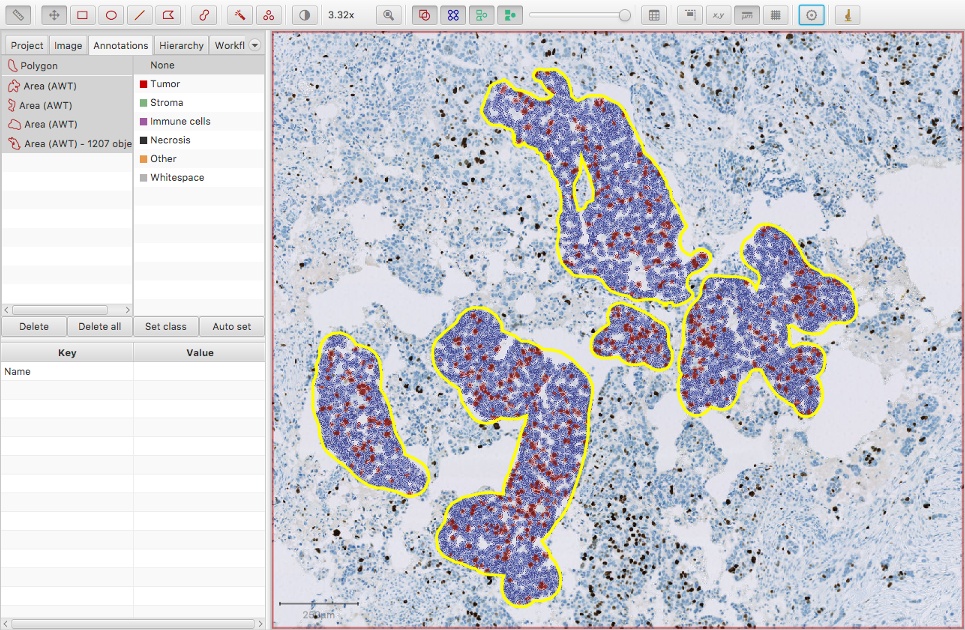 3.32x
x,y
µm
Project Image Annotations Hierarchy Workfl
Polygon
Area (AWT)
Area (AWT)
Area (AWT)
Area (AWT) - 1207 obje
None
Tumor
Stroma
Immune cells
Necrosis
Other
Whitespace
Delete Delete all Set class Auto set
Key Value
Name
250µm